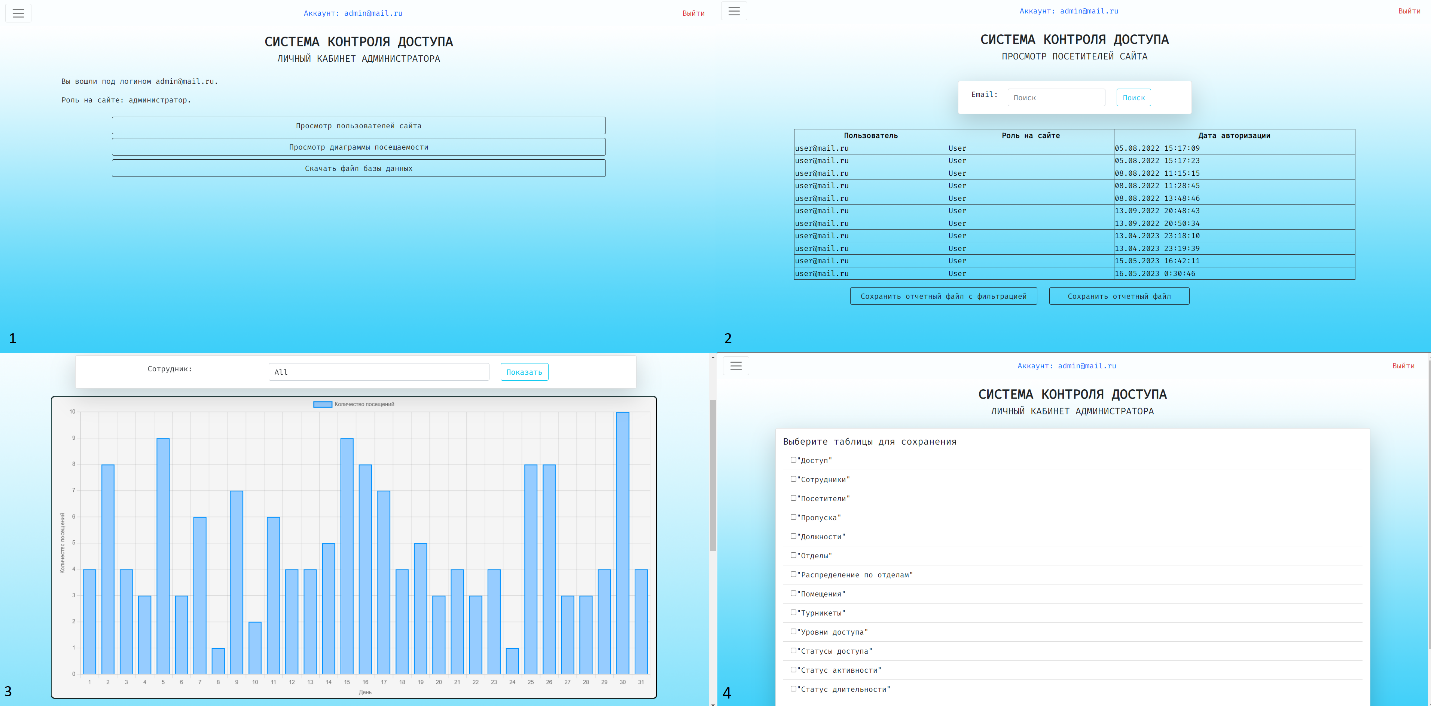 Аккаунт: admin@mail.ru
Выйти
СИСТЕМА КОНТРОЛЯ ДОСТУПА
ЛИЧНЫЙ КАБИНЕТ АДМИНИСТРАТОРА
Вы вошли под логином admin@mail.ru.
Роль на сайте: администратор.
Просмотр пользователей сайта
Просмотр диаграммы посещаемости
Скачать файл базы данных
1
Аккаунт: admin@mail.ru
Выйти
СИСТЕМА КОНТРОЛЯ ДОСТУПА
ПРОСМОТР ПОСЕТИТЕЛЕЙ САЙТА
Email: Поиск Поиск
Пользователь Роль на сайте Дата авторизации
user@mail.ru User 05.08.2022 15:17:09
user@mail.ru User 05.08.2022 15:17:23
user@mail.ru User 08.08.2022 11:15:15
user@mail.ru User 08.08.2022 11:28:45
user@mail.ru User 08.08.2022 13:48:46
user@mail.ru User 13.09.2022 20:48:43
user@mail.ru User 13.09.2022 20:50:34
user@mail.ru User 13.04.2023 23:18:10
user@mail.ru User 13.04.2023 23:19:39
user@mail.ru User 15.05.2023 16:42:11
user@mail.ru User 16.05.2023 0:30:46
Сохранить отчетный файл с фильтрацией Сохранить отчетный файл
2
Сотрудник: All Показать
Количество посещений
Количество посещений
10
9
8
7
6
5
4
3
2
1
0
1 2 3 4 5 6 7 8 9 10 11 12 13 14 15 16 17 18 19 20 21 22 23 24 25 26 27 28 29 30 31
День
3
Аккаунт: admin@mail.ru
Выйти
СИСТЕМА КОНТРОЛЯ ДОСТУПА
ЛИЧНЫЙ КАБИНЕТ АДМИНИСТРАТОРА
Выберите таблицы для сохранения
"Доступ"
"Сотрудники"
"Посетители"
"Пропуска"
"Должности"
"Отделы"
"Распределение по отделам"
"Помещения"
"Турникеты"
"Уровни доступа"
"Статусы доступа"
"Статус активности"
"Статус длительности"
4